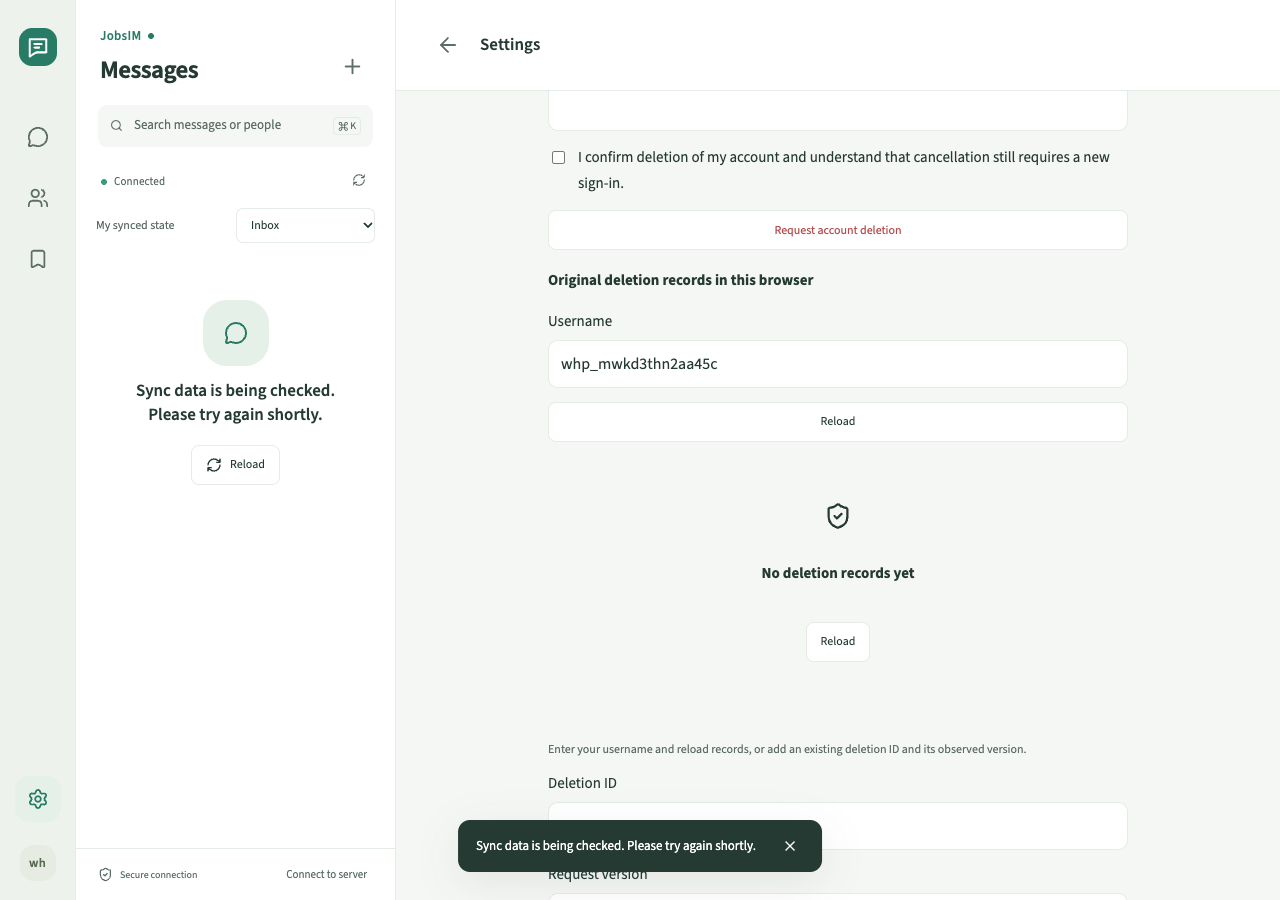 JobsIM
Messages
Search messages or people
⌘K
Connected
My synced state
Inbox
Sync data is being checked.
Please try again shortly.
Reload
wh
Secure connection
Connect to server
Settings
I confirm deletion of my account and understand that cancellation still requires a new
sign-in.
Request account deletion
Original deletion records in this browser
Username
whp_mwkd3thn2aa45c
Reload
No deletion records yet
Reload
Enter your username and reload records, or add an existing deletion ID and its observed version.
Deletion ID
Sync data is being checked. Please try again shortly.
Request version